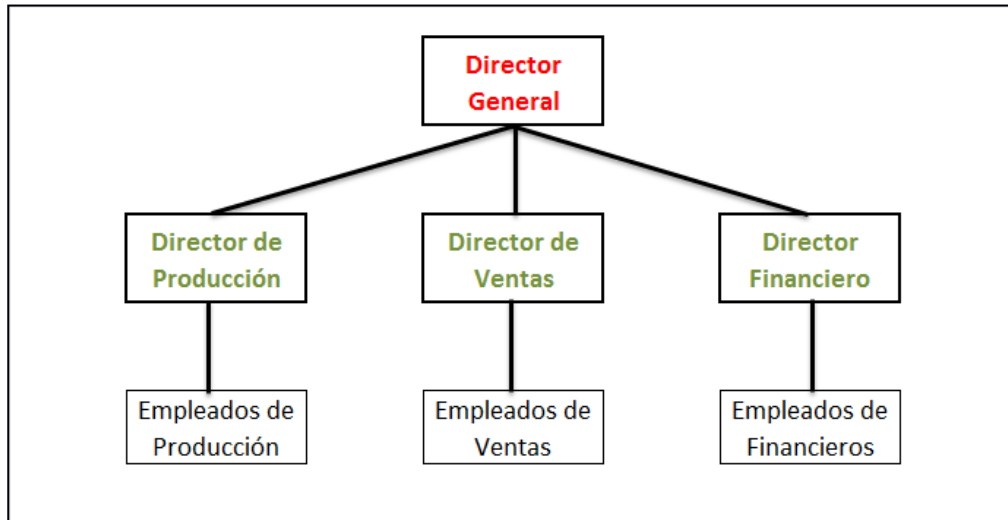 Director
General
Director de
Producción
Director de
Ventas
Director
Financiero
Empleados de
Producción
Empleados de
Ventas
Empleados de
Financieros